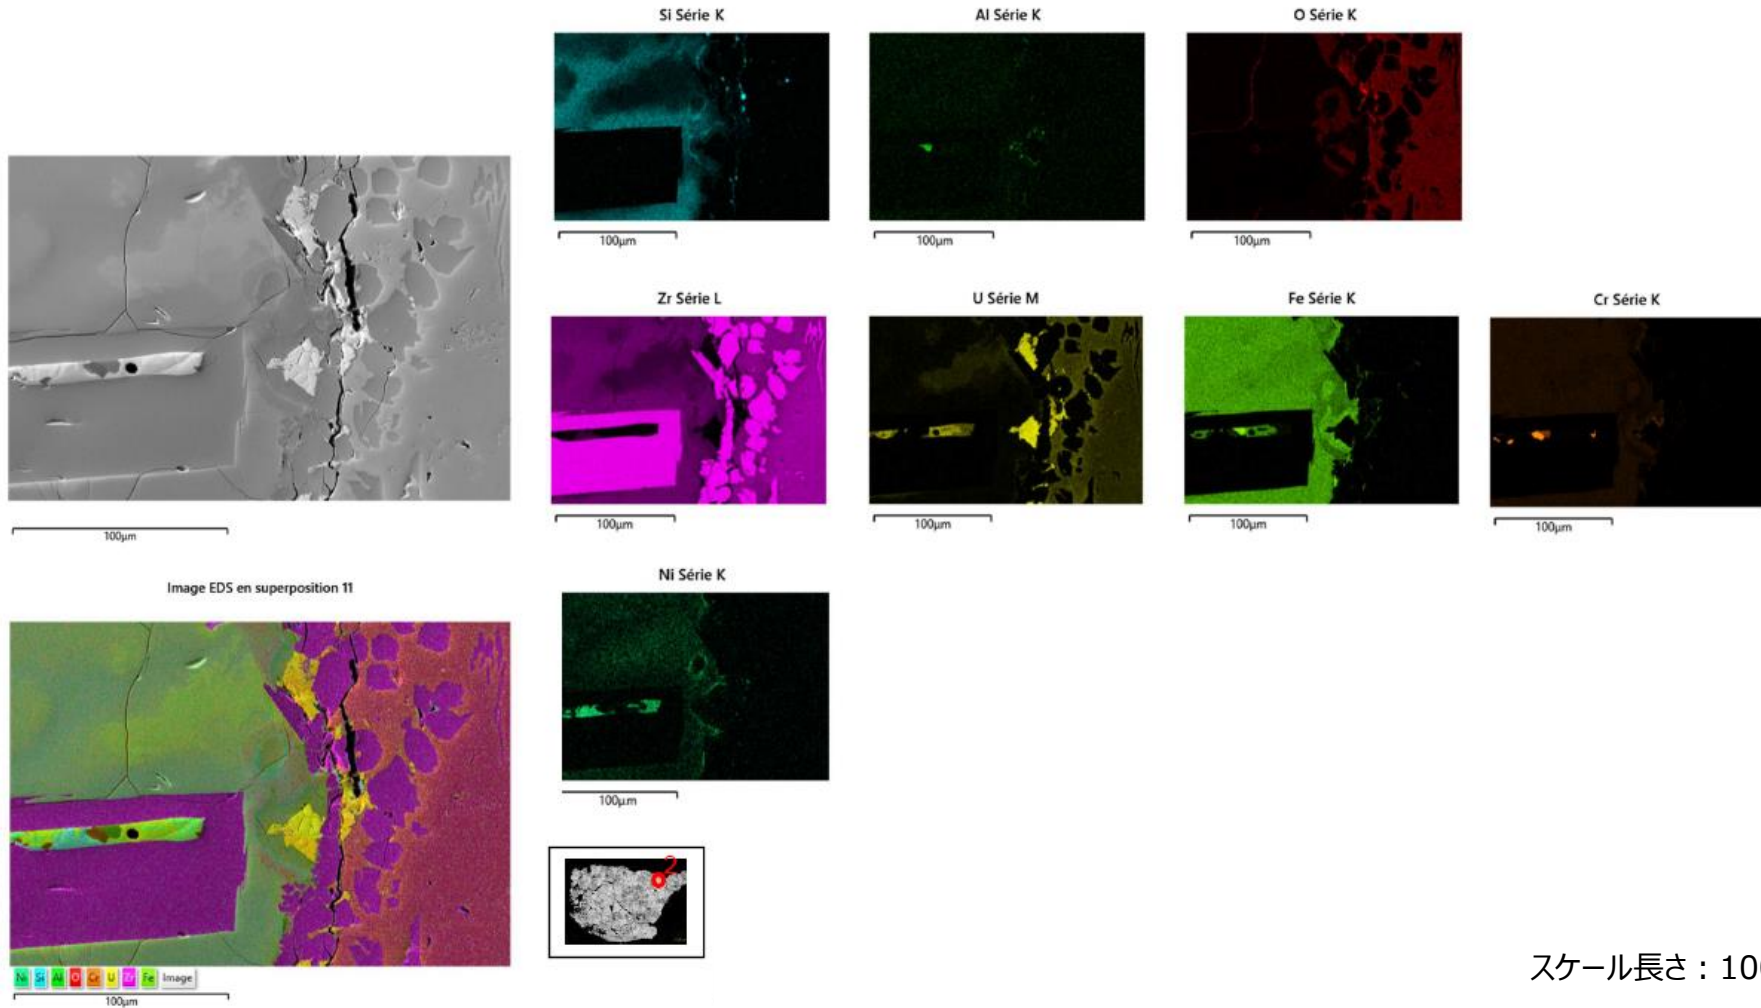 Si Série K
Al Série K
O Série K
100µm
100µm
100µm
Zr Série L
U Série M
Fe Série K
Cr Série K
100µm
100µm
100µm
100µm
100µm
Image EDS en superposition 11
Ni Série K
100µm
2
Ni Si Al O Cr U Zr Fe Image
100µm
スケール長さ：10